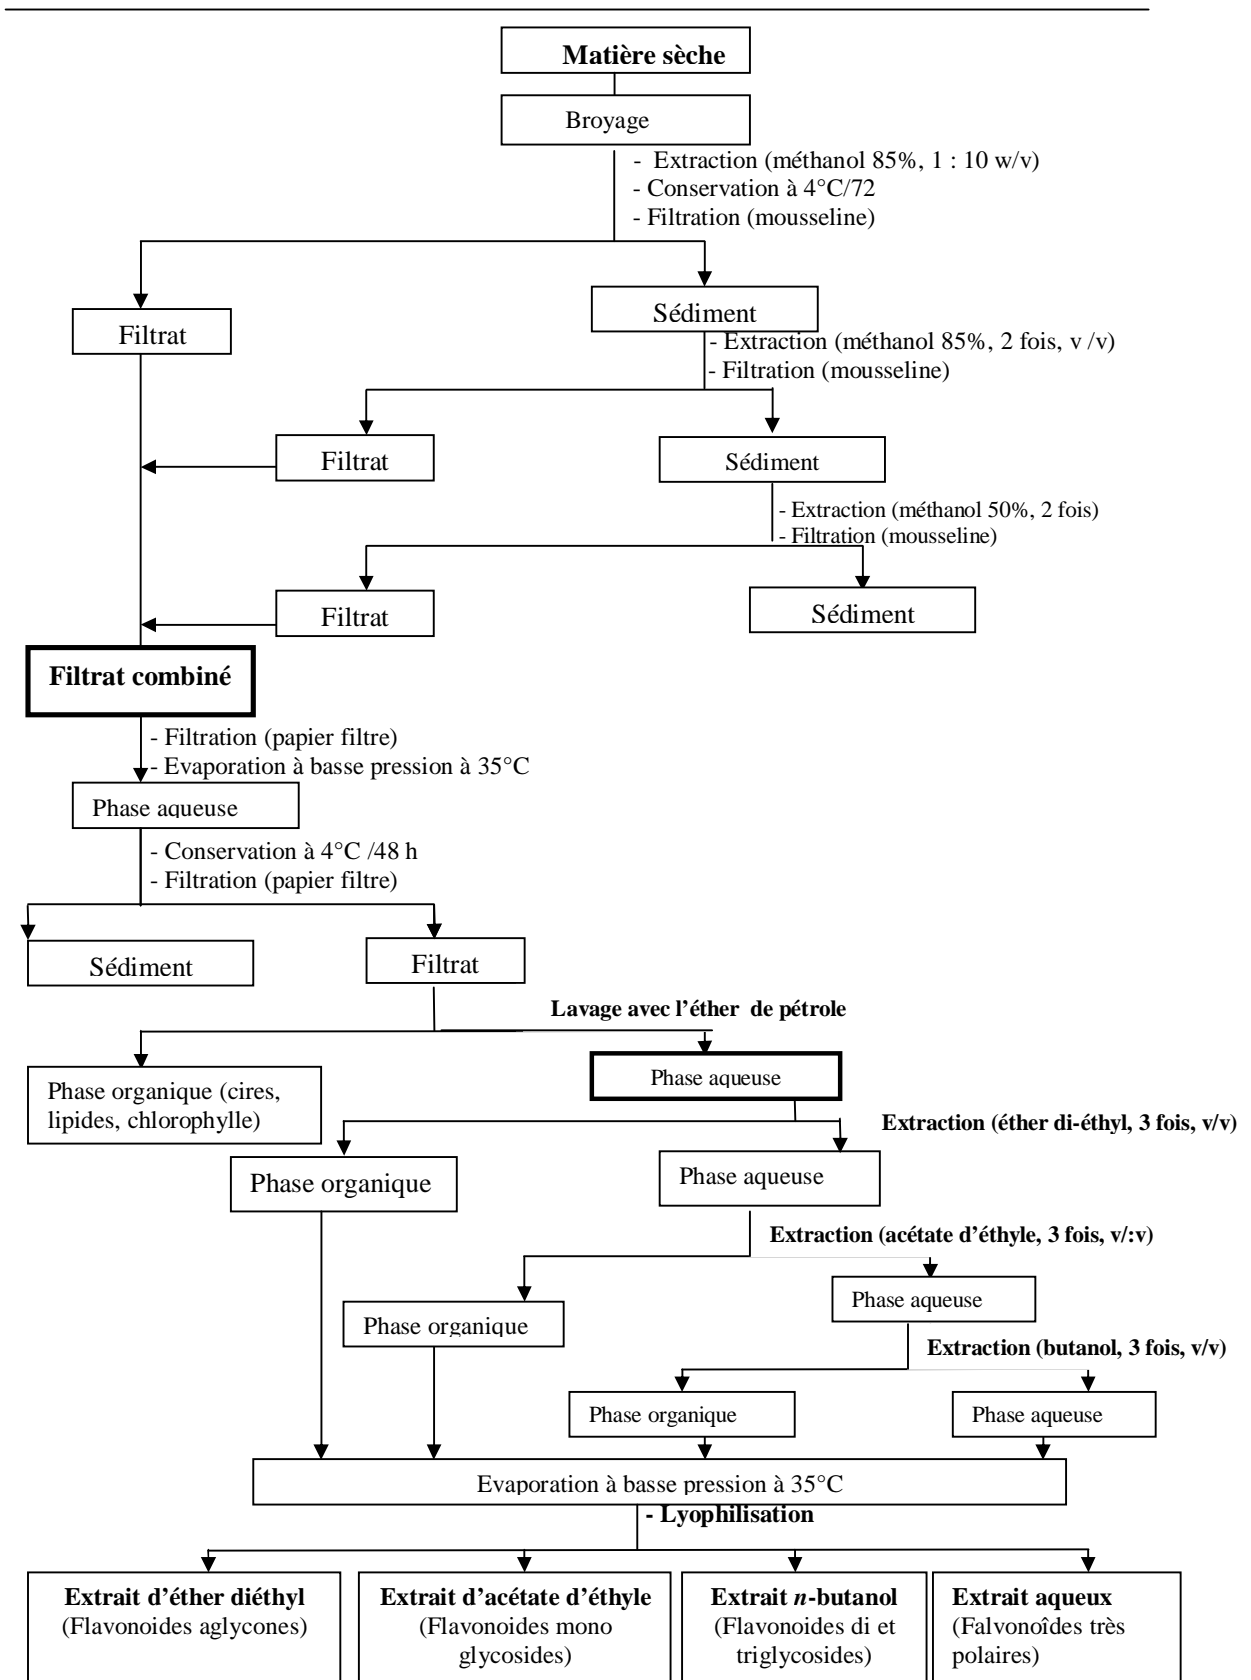 Matière sèche
Broyage
- Extraction (méthanol 85%, 1 : 10 w/v)
- Conservation à 4°C/72
- Filtration (mousseline)
Sédiment
Filtrat
- Extraction (méthanol 85%, 2 fois, v /v)
- Filtration (mousseline)
Filtrat
Sédiment
- Extraction (méthanol 50%, 2 fois)
- Filtration (mousseline)
Filtrat
Sédiment
Filtrat combiné
- Filtration (papier filtre)
- Evaporation à basse pression à 35°C
Phase aqueuse
- Conservation à 4°C /48 h
- Filtration (papier filtre)
Sédiment
Filtrat
Lavage avec l'éther de pétrole
Phase organique (cires,
lipides, chlorophylle)
Phase aqueuse
Extraction (éther di-éthyl, 3 fois, v/v)
Phase organique
Phase aqueuse
Extraction (acétate d'éthyle, 3 fois, v/:v)
Phase organique
Phase aqueuse
Extraction (butanol, 3 fois, v/v)
Phase organique
Phase aqueuse
Evaporation à basse pression à 35°C
- Lyophilisation
Extrait d'éther diéthyl
(Flavonoides aglycones)
Extrait d'acétate d'éthyle
(Flavonoides mono
glycosides)
Extrait n-butanol
(Flavonoides di et
triglycosides)
Extrait aqueux
(Falvonoîdes très
polaires)